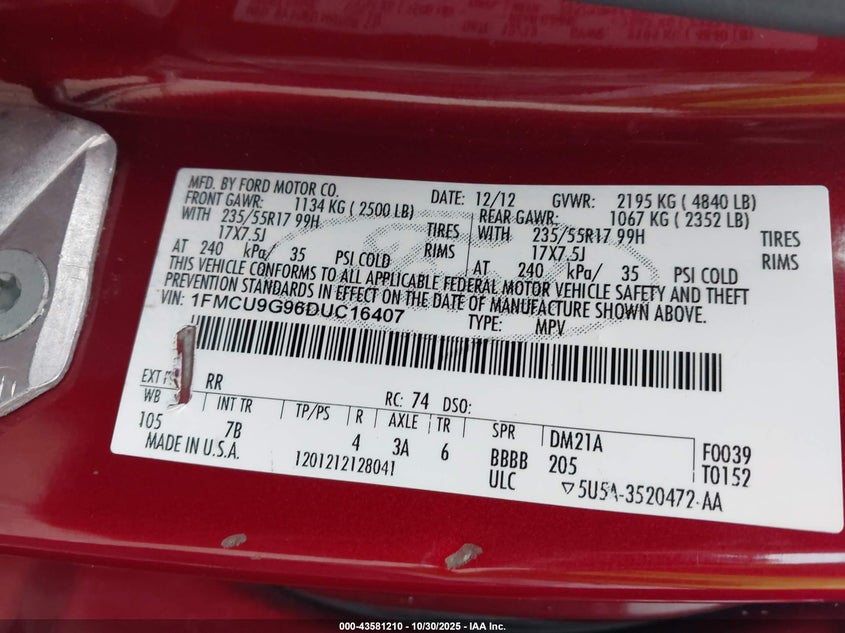 MFD. BY FORD MOTOR CO. DATE: 12/12 GVWR: 2195 KG ( 4840 LB)
FRONT GAWR: 1134 KG ( 2500 LB) REAR GAWR: 1067 KG ( 2352 LB)
WITH 235/55R17 99H TIRES WITH 235/55R17 99H TIRES
17X7.5J RIMS 17X7.5J RIMS
AT 240 kPa/ 35 PSI COLD AT 240 kPa/ 35 PSI COLD
THIS VEHICLE CONFORMS TO ALL APPLICABLE FEDERAL MOTOR VEHICLE SAFETY AND THEFT
PREVENTION STANDARDS IN EFFECT ON THE DATE OF MANUFACTURE SHOWN ABOVE.
VIN: 1FMCU9G96DUC16407 TYPE: MPV
EXT RR RC: 74 DSO:
WB INT TR TP/PS R AXLE TR SPR DM21A F0039
105 7B 4 3A 6 BBBB 205 T0152
MADE IN U.S.A. 1201212128041 ULC ▽5U5A-3520472-AA
000-43581210 | 10/30/2025 - IAA Inc.